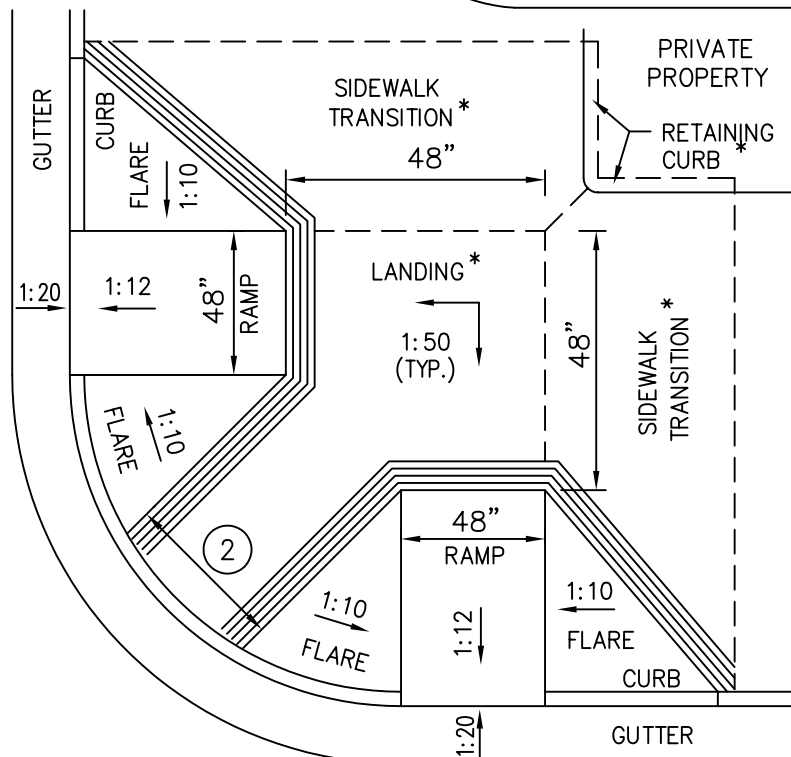 PRIVATE
PROPERTY
SIDEWALK
TRANSITION*
RETAINING
CURB*
GUTTER
CURB
FLARE
1:10
48”
1:20
1:12
48”
RAMP
LANDING*
1:50
(TYP.)
48”
SIDEWALK
TRANSITION*
FLARE
1:10
2
48”
RAMP
1:10
FLARE
1:12
1:10
FLARE
CURB
1:20
GUTTER